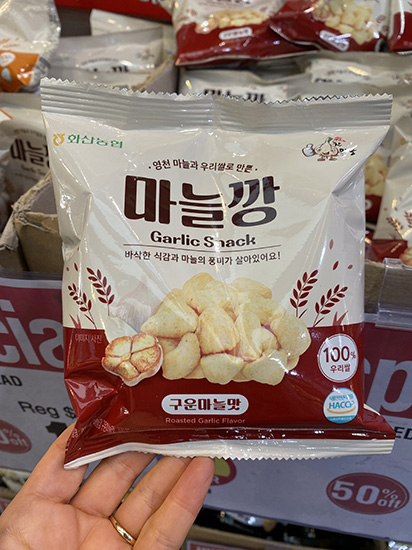 화산농협
영천 마늘과 우리쌀로 만든
마늘깡
Garlic Snack
바삭한 식감과 마늘의 풍미가 살아있어요!
100%
우리쌀
HACCP
구운마늘맛
Roasted Garlic Flavor
Reg $
50%
off